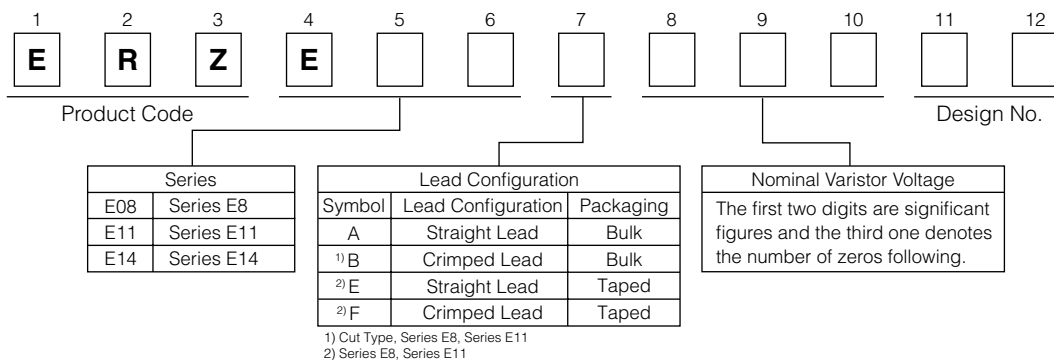 1 2 3 4 5 6 7 8 9 10 11 12
E R Z E
Product Code Design No.
Series
E08 Series E8
E11 Series E11
E14 Series E14
Lead Configuration
Symbol Lead Configuration Packaging
A Straight Lead Bulk
1) B Crimped Lead Bulk
2) E Straight Lead Taped
2) F Crimped Lead Taped
1) Cut Type, Series E8, Series E11
2) Series E8, Series E11
Nominal Varistor Voltage
The first two digits are significant
figures and the third one denotes
the number of zeros following.